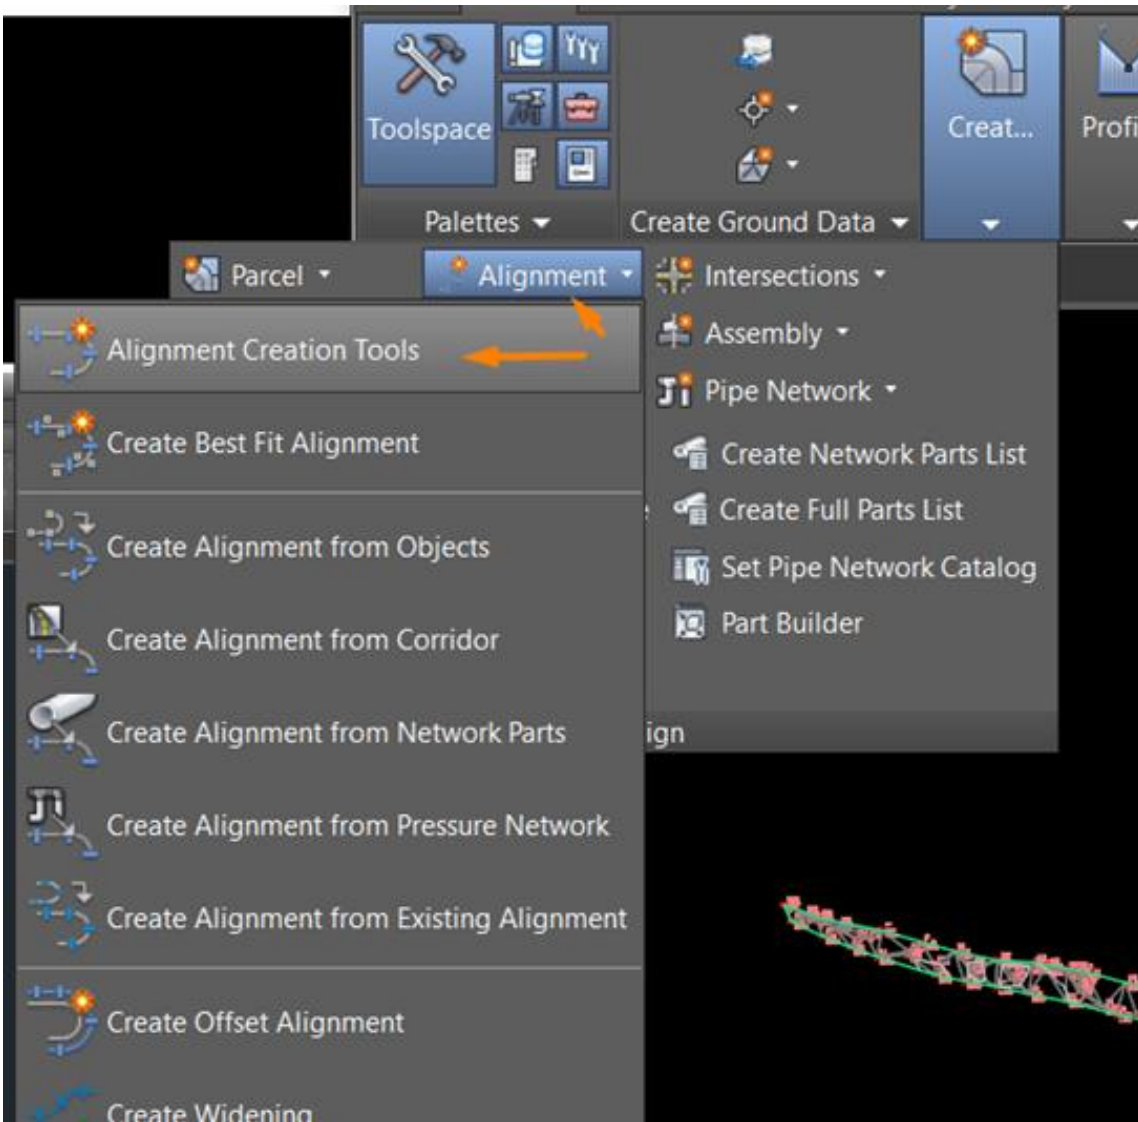 Toolspace
Creat...
Profi
Palettes
Create Ground Data
Parcel
Alignment
Intersections
Alignment Creation Tools
Assembly
Pipe Network
Create Best Fit Alignment
Create Network Parts List
Create Full Parts List
Create Alignment from Objects
Set Pipe Network Catalog
Part Builder
Create Alignment from Corridor
Create Alignment from Network Parts
ign
Create Alignment from Pressure Network
Create Alignment from Existing Alignment
Create Offset Alignment
Create Widening